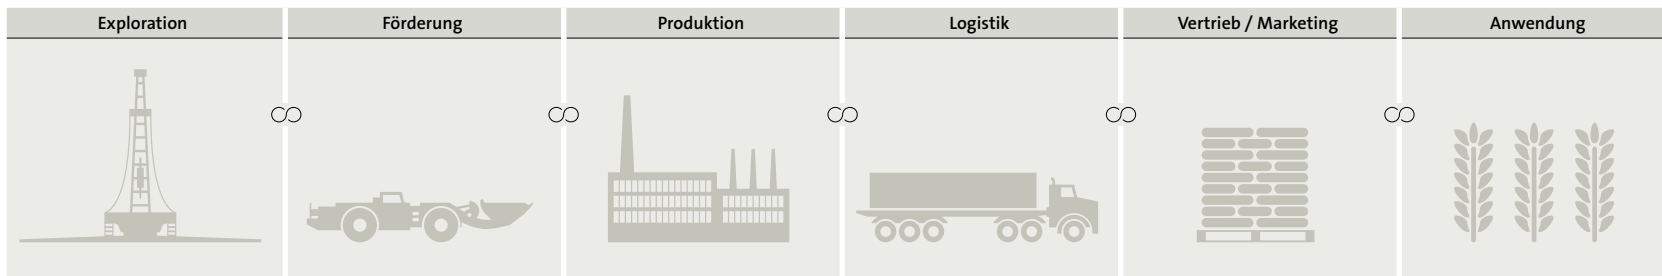 Exploration
Förderung
Produktion
Logistik
Vertrieb / Marketing
Anwendung